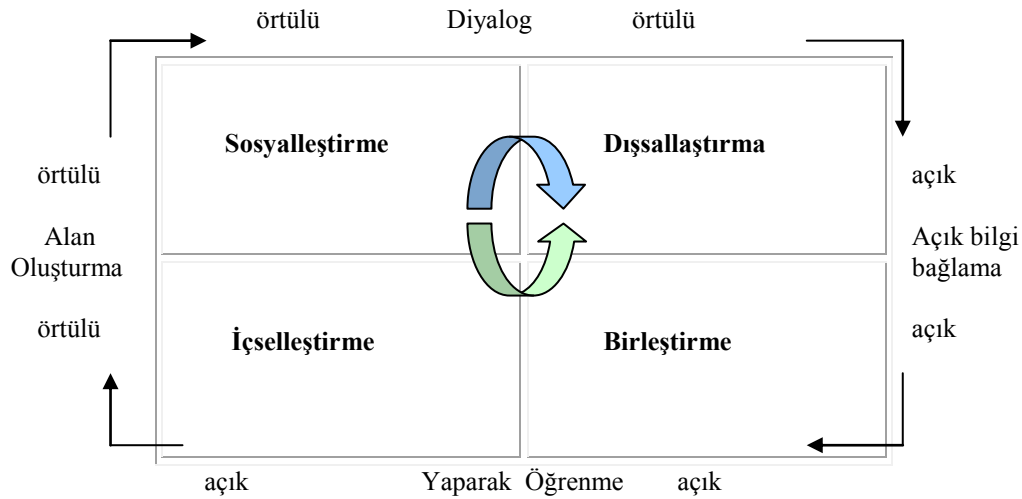 örtülü Diyalog örtülü
Sosyalleştirme Dışsallaştırma
örtülü açık
Alan Açık bilgi
Oluşturma bağlama
örtülü açık
İçselleştirme Birleştirme
açık Yaparak Öğrenme açık